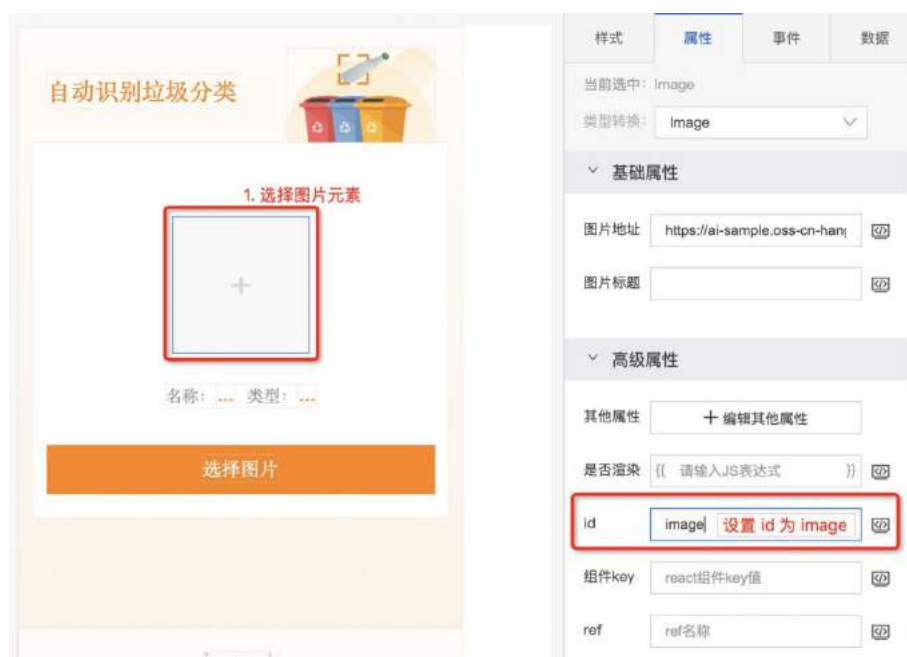 自动识别垃圾分类
1. 选择图片元素
名称: ... 类型: ...
选择图片
样式 属性 事件 数据
当前选中: Image
类型转换: Image
基础属性
图片地址 https://ai-sample.oss-cn-hang
图片标题
高级属性
其他属性 + 编辑其他属性
是否渲染 {{ 请输入JS表达式 }}
id image 设置 id 为 image
组件key react组件key值
ref ref名称